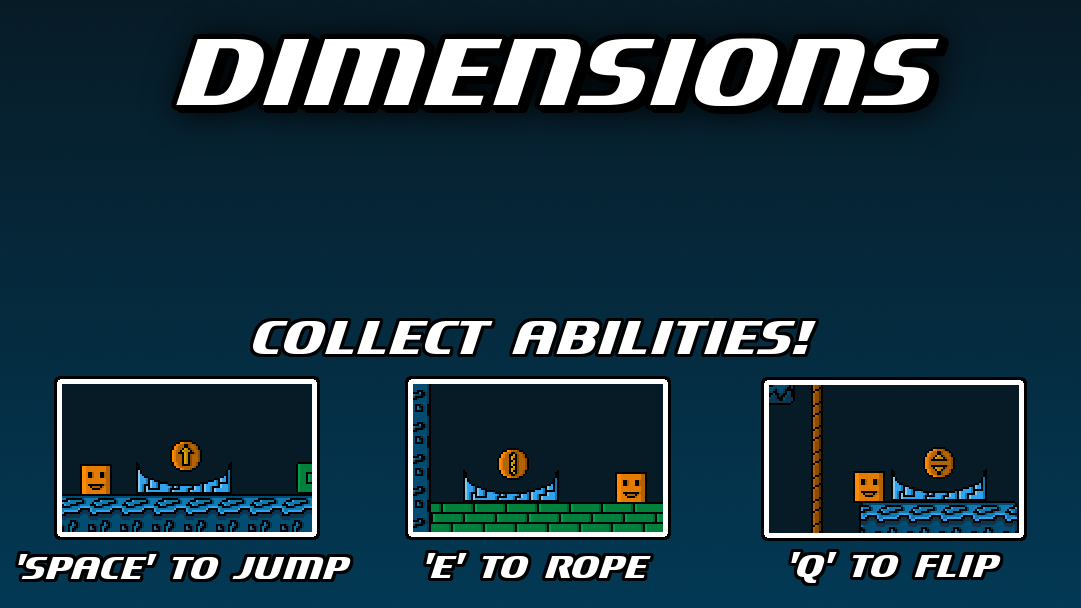 DIMENSIONS
COLLECT ABILITIES!
'SPACE' TO JUMP
'E' TO ROPE
'Q' TO FLIP